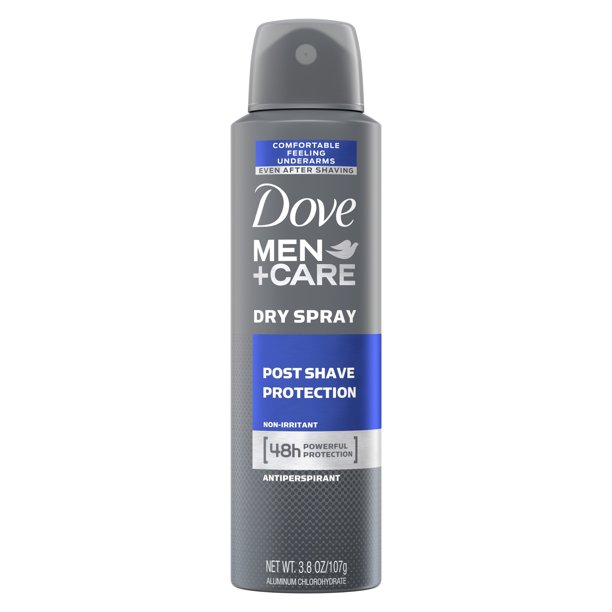 COMFORTABLE
FEELING
UNDERARMS
EVEN AFTER SHAVING
Dove
MEN
+CARE
DRY SPRAY
POST SHAVE
PROTECTION
NON-IRRITANT
[48h POWERFUL
PROTECTION]
ANTIPERSPIRANT
NET WT. 3.8 OZ/107g
ALUMINUM CHLOROHYDRATE